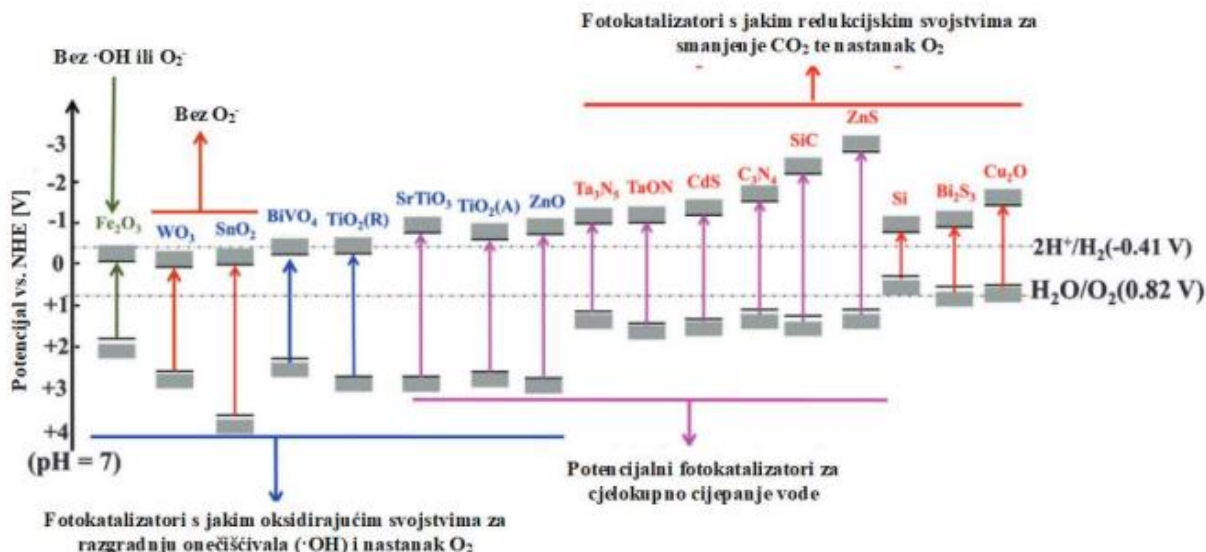 Fotokatalizatori s jakim redukcijskim svojstvima za
smanjenje CO₂ te nastanak O₂
Bez ·OH ili O₂⁻
Bez O₂⁻
Potencijal vs. NHE [V]
-3
-2
-1
0
+1
+2
+3
+4
(pH = 7)
Fe₂O₃
WO₃
SnO₂
BiVO₄
TiO₂(R)
SrTiO₃
TiO₂(A)
ZnO
Ta₃N₅
TaON
CdS
C₃N₄
SiC
ZnS
Si
Bi₂S₃
Cu₂O
2H⁺/H₂(-0.41 V)
H₂O/O₂(0.82 V)
Potencijalni fotokatalizatori za
cjelokupno cijepanje vode
Fotokatalizatori s jakim oksidirajućim svojstvima za
razgradnju onečišćivala (·OH) i nastanak O₂